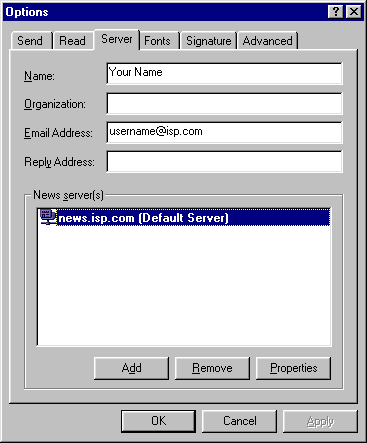 Options
Send Read Server Fonts Signature Advanced
Name: Your Name
Organization:
Email Address: username@isp.com
Reply Address:
News server(s)
news.isp.com (Default Server)
Add Remove Properties
OK Cancel Apply